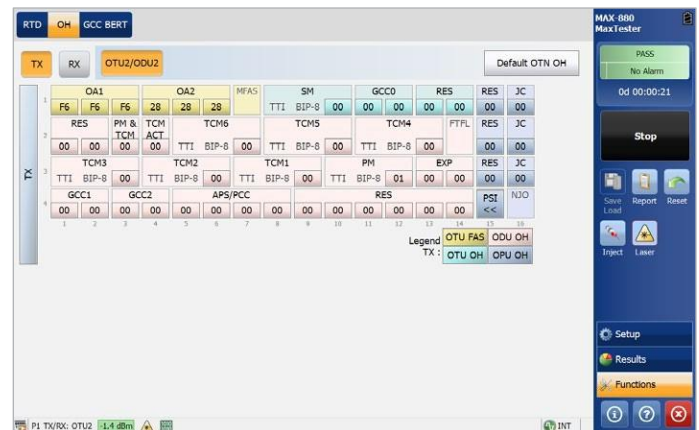 RTD OH GCC BERT
MAX-880
MaxTester
TX RX OTU2/ODU2 Default OTN OH
PASS
No Alarm
0d 00:00:21
Stop
Save
Load
Report
Reset
Inject
Laser
Setup
Results
Functions
TX
OA1 OA2 MFAS SM GCC0 RES RES JC
1 F6 F6 F6 28 28 28 TTI BIP-8 00 00 00 00 00 00 00
RES PM &
TCM TCM
ACT TCM6 TCM5 TCM4 FTFL RES JC
2 00 00 00 00 TTI BIP-8 00 TTI BIP-8 00 TTI BIP-8 00 00 00
TCM3 TCM2 TCM1 PM EXP RES JC
3 TTI BIP-8 00 TTI BIP-8 00 TTI BIP-8 00 TTI BIP-8 01 00 00 00 00
GCC1 GCC2 APS/PCC RES PSI NJO
4 00 00 00 00 00 00 00 00 00 00 00 00 00 00 <<
1 2 3 4 5 6 7 8 9 10 11 12 13 14 15 16
Legend
TX :
OTU FAS ODU OH
OTU OH OPU OH
P1 TX/RX: OTU2 -1.4 dBm INT